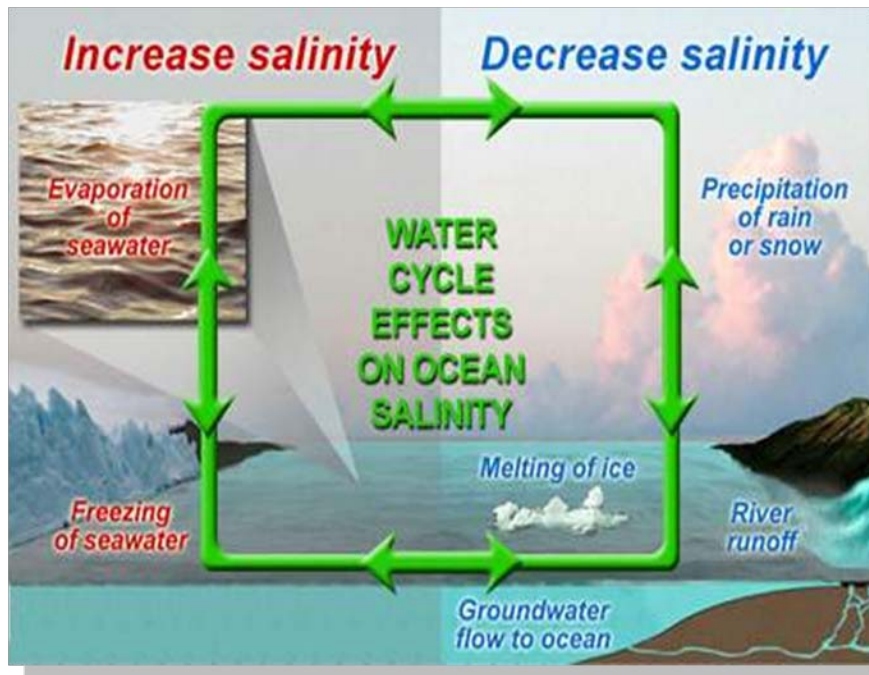 Increase salinity
Decrease salinity
Evaporation
of
seawater
Precipitation
of rain
or snow
WATER
CYCLE
EFFECTS
ON OCEAN
SALINITY
Melting of ice
Freezing
of seawater
River
runoff
Groundwater
flow to ocean